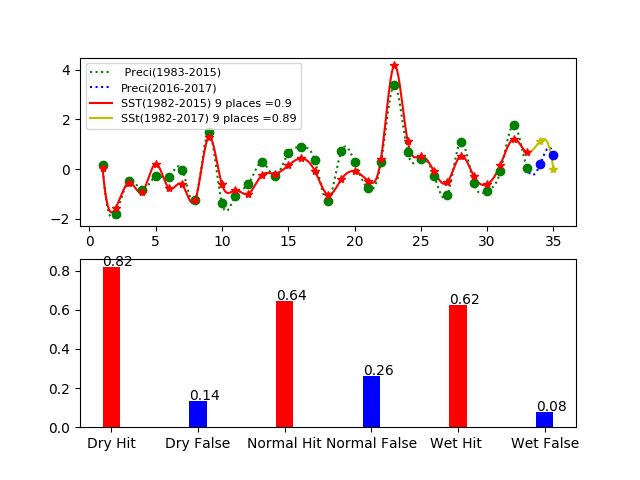 Preci(1983-2015)
Preci(2016-2017)
SST(1982-2015) 9 places =0.9
SSt(1982-2017) 9 places =0.89
4
2
0
−2
0 5 10 15 20 25 30 35
0.8
0.6
0.4
0.2
0.0
0.82
0.14
0.64
0.26
0.62
0.08
Dry Hit Dry False Normal Hit Normal False Wet Hit Wet False